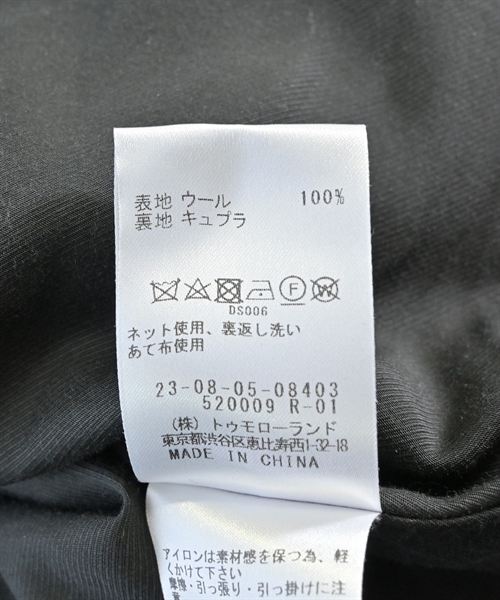 表地 ウール 100%
裏地 キュプラ
F W
DS006
ネット使用、裏返し洗い
あて布使用
23-08-05-08403
520009 R-01
(株) トゥモローランド
東京都渋谷区恵比寿西1-32-18
MADE IN CHINA
アイロンは素材感を保つ為、軽
くかけて下さい
摩擦・引っ張り・引っ掛けに注